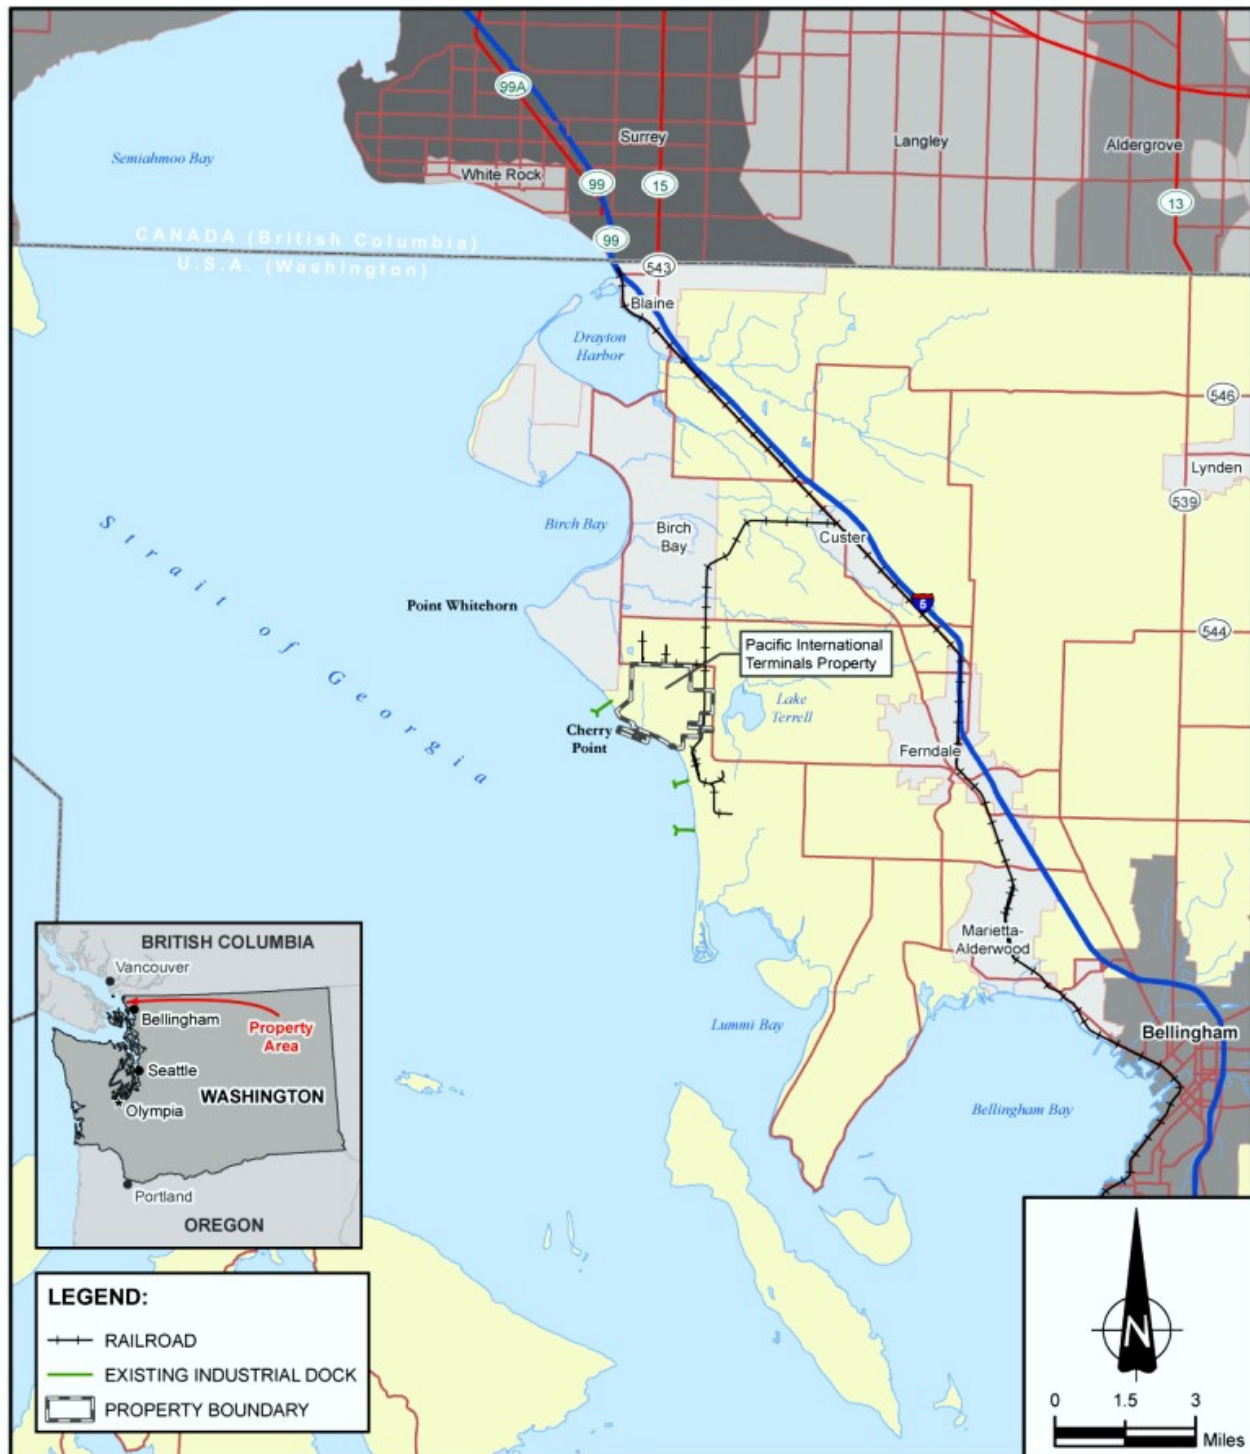 99A
Surrey
Langley
Aldergrove
Semiahmoo Bay
White Rock
99
15
13
CANADA (British Columbia)
U.S.A. (Washington)
99
543
Blaine
Drayton
Harbor
546
Lynden
539
Birch Bay
Birch
Bay
Custer
Strait of Georgia
Point Whitehorn
5
544
Pacific International
Terminals Property
Lake
Terrell
Cherry
Point
Ferndale
Marietta-
Alderwood
Lummi Bay
Bellingham
Bellingham Bay
BRITISH COLUMBIA
Vancouver
Bellingham
Property
Area
Seattle
WASHINGTON
Olympia
Portland
OREGON
LEGEND:
RAILROAD
EXISTING INDUSTRIAL DOCK
PROPERTY BOUNDARY
N
0 1.5 3
Miles